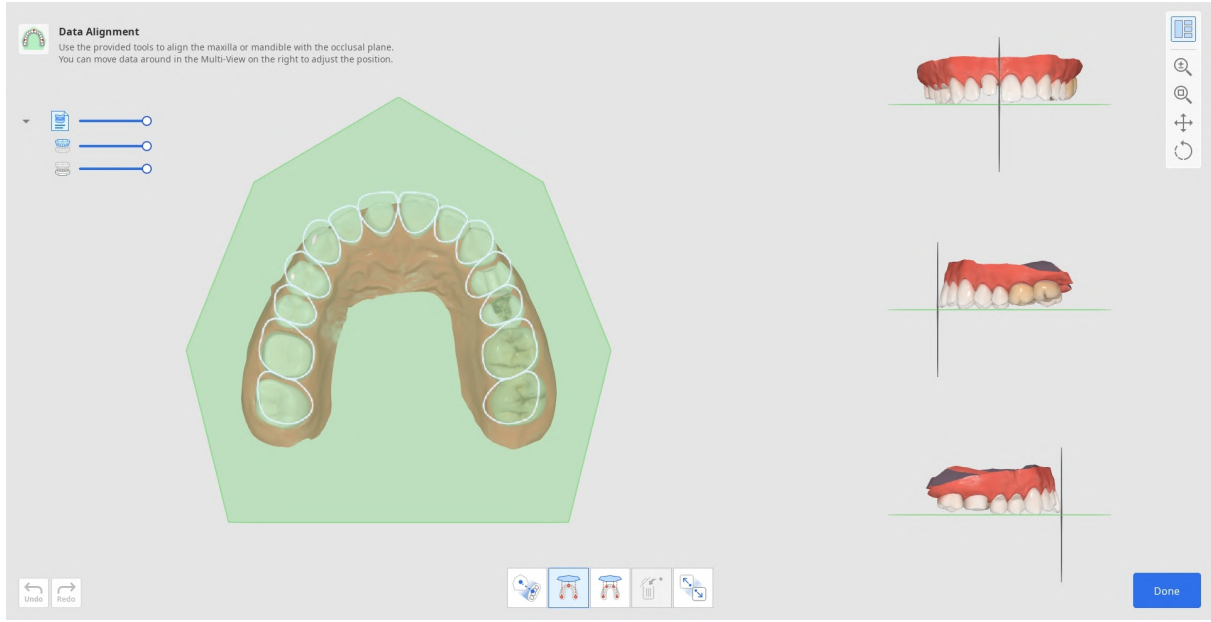 Data Alignment
Use the provided tools to align the maxilla or mandible with the occlusal plane.
You can move data around in the Multi-View on the right to adjust the position.
Undo
Redo
Done